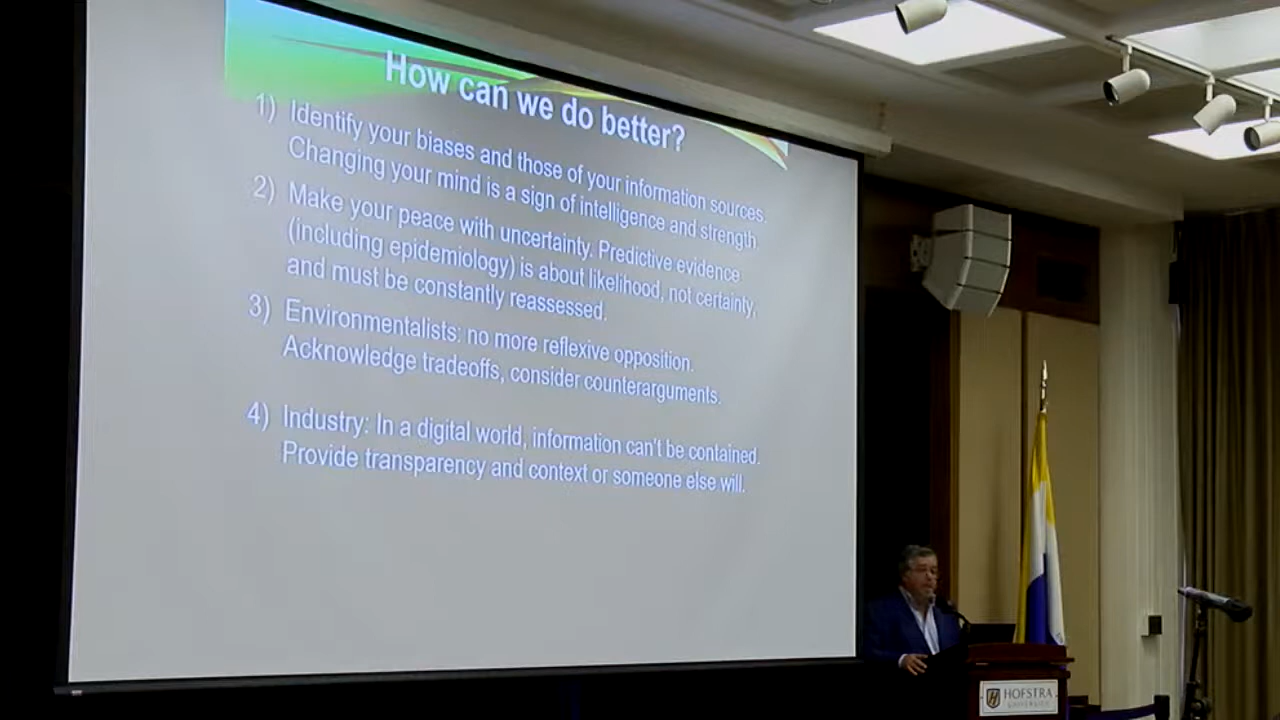 How can we do better?
1) Identify your biases and those of your information sources.
Changing your mind is a sign of intelligence and strength.
2) Make your peace with uncertainty. Predictive evidence
(including epidemiology) is about likelihood, not certainty,
and must be constantly reassessed.
3) Environmentalists: no more reflexive opposition.
Acknowledge tradeoffs, consider counterarguments.
4) Industry: In a digital world, information can't be contained.
Provide transparency and context or someone else will.
HOFSTRA
UNIVERSITY